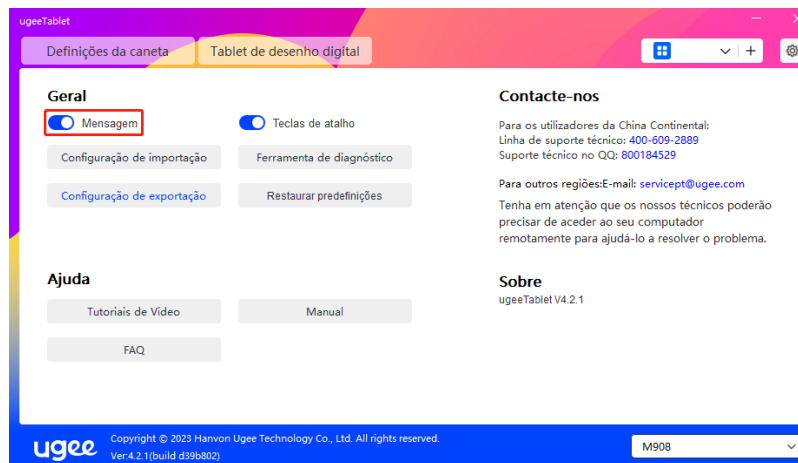 ugeeTablet
Definições da caneta
Tablet de desenho digital
Geral
Mensagem
Teclas de atalho
Configuração de importação
Ferramenta de diagnóstico
Configuração de exportação
Restaurar predefinições
Ajuda
Tutoriais de Vídeo
Manual
FAQ
Contacte-nos
Para os utilizadores da China Continental:
Linha de suporte técnico: 400-609-2889
Suporte técnico no QQ: 800184529
Para outros regiões:E-mail: servicept@ugee.com
Tenha em atenção que os nossos técnicos poderão
precisar de aceder ao seu computador
remotamente para ajudá-lo a resolver o problema.
Sobre
ugeeTablet V4.2.1
ugee
Copyright © 2023 Hanvon Ugee Technology Co., Ltd. All rights reserved.
Ver:4.2.1(build d39b802)
M908